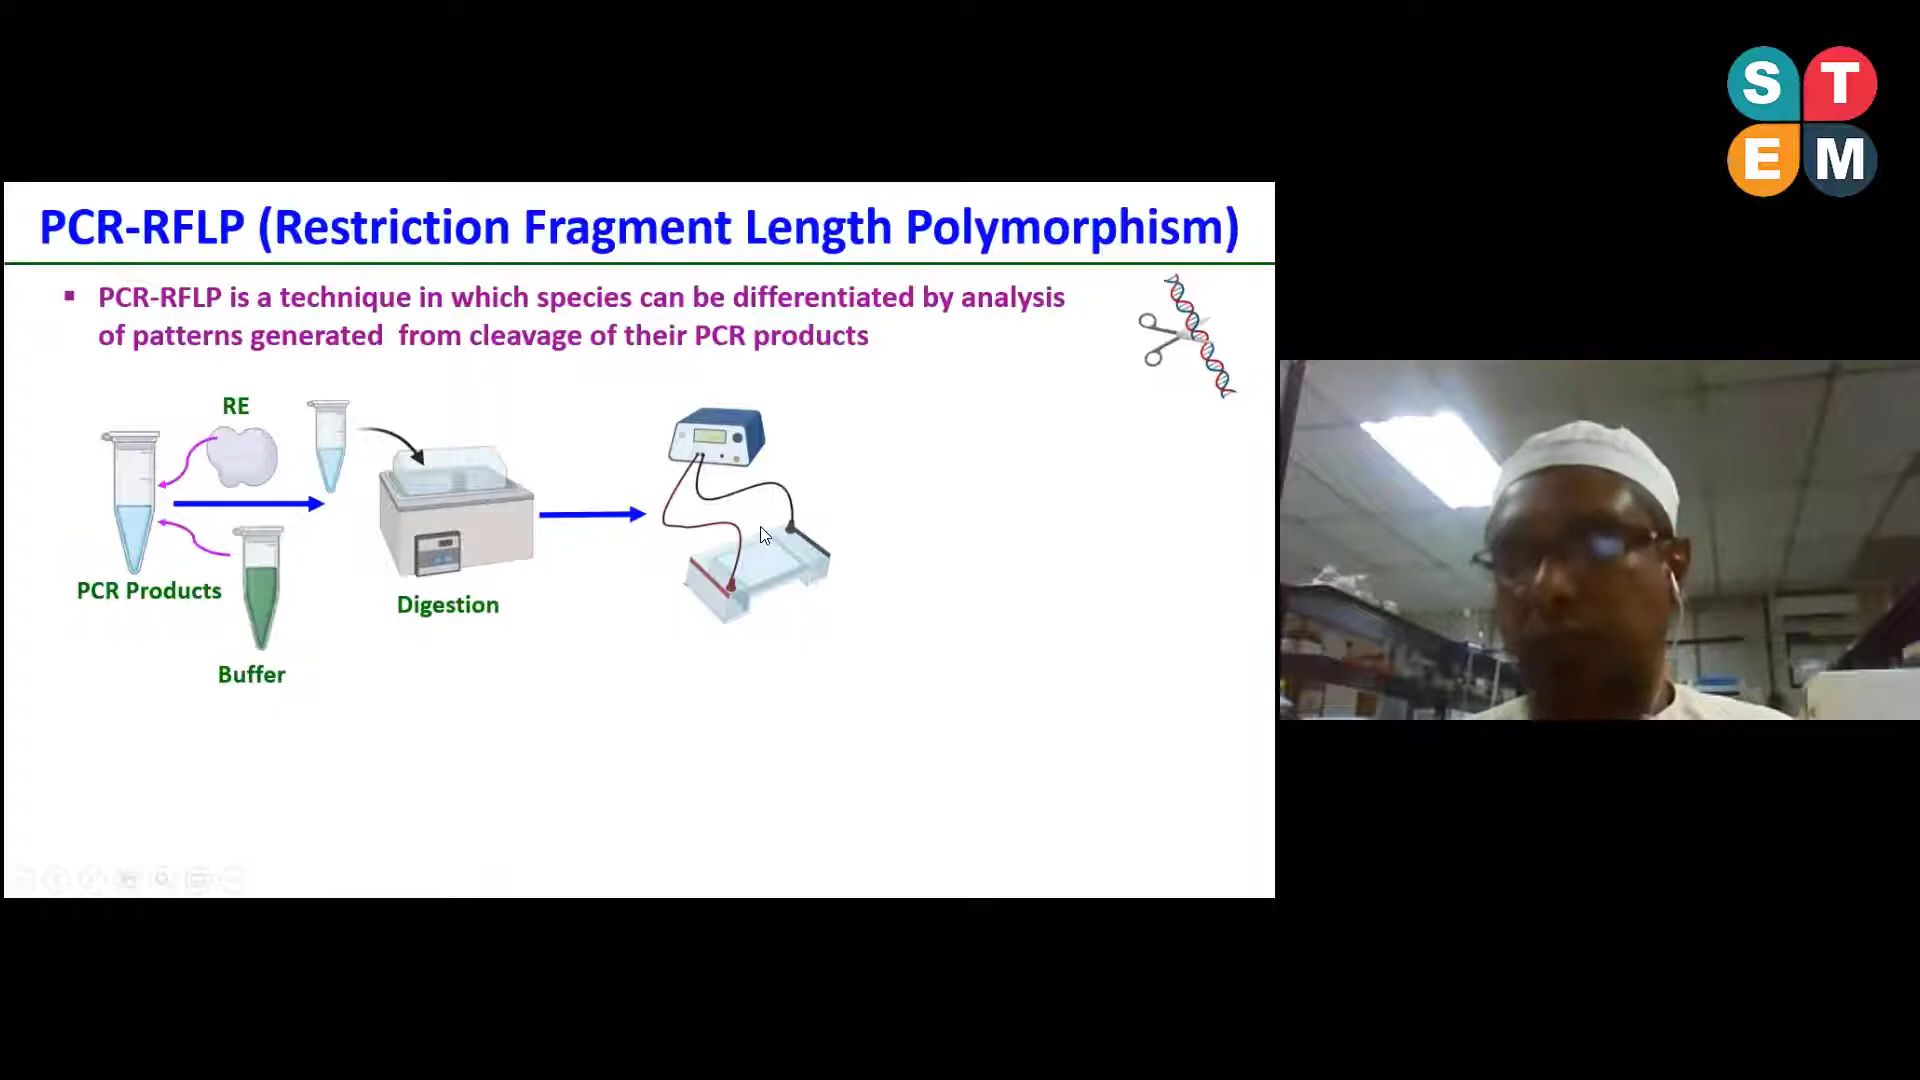 S T
E M
PCR-RFLP (Restriction Fragment Length Polymorphism)
▪ PCR-RFLP is a technique in which species can be differentiated by analysis
of patterns generated from cleavage of their PCR products
RE
PCR Products
Digestion
Buffer